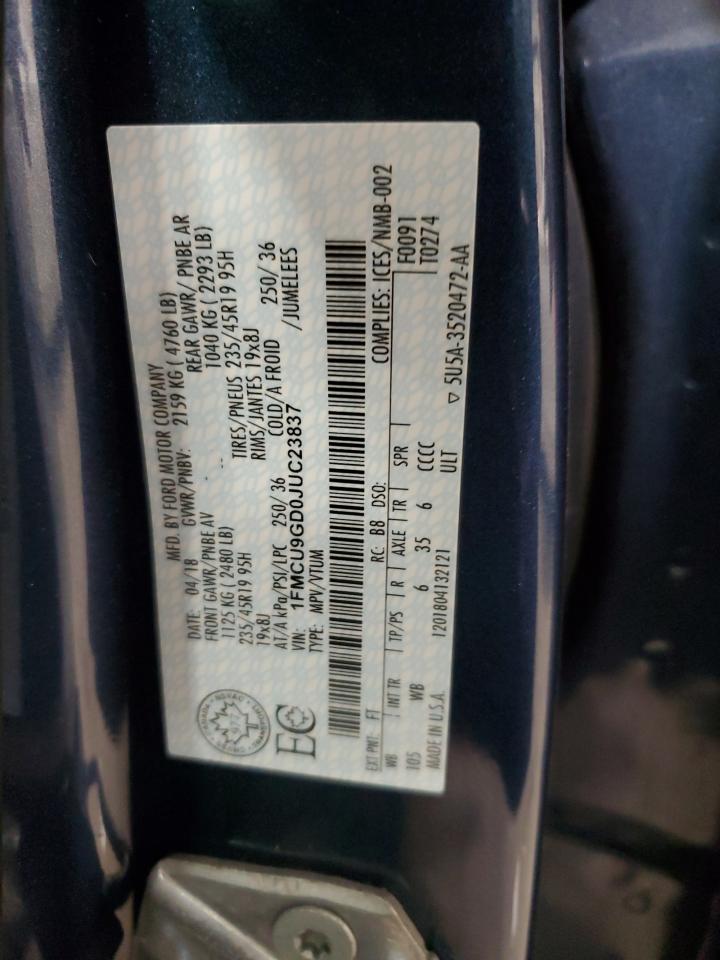 MFD. BY FORD MOTOR COMPANY
DATE: 04/18 GVWR/PNBV: 2159 KG ( 4760 LB)
FRONT GAWR/PNBE AV REAR GAWR/ PNBE AR
1125 KG ( 2480 LB) 1040 KG ( 2293 LB)
235/45R19 95H TIRES/PNEUS 235/45R19 95H
19x8J RIMS/JANTES 19x8J
AT/A kPa/PSI/LPC 250/ 36 COLD/A FROID 250/ 36
VIN: 1FMCU9GD0JUC23837 /JUMELEES
TYPE: MPV/VTUM
CANADA
EC
EXT PNT: FT RC: B8 DSO: COMPLIES: ICES/NMB-002
WB INT TR TP/PS R AXLE TR SPR F0091
105 WB 6 35 6 CCCC T0274
MADE IN U.S.A. 1201804132121 ULT ▽ 5U5A-3520472-AA